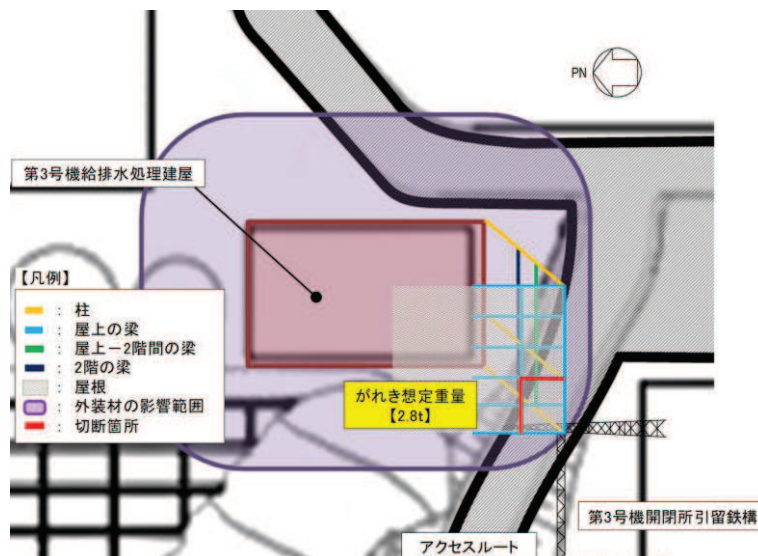 PN
第3号機給排水処理建屋
【凡例】
： 柱
： 屋上の梁
： 屋上－2階間の梁
： 2階の梁
： 屋根
： 外装材の影響範囲
： 切断箇所
がれき想定重量
【2.8t】
第3号機開閉所引留鉄構
アクセスルート